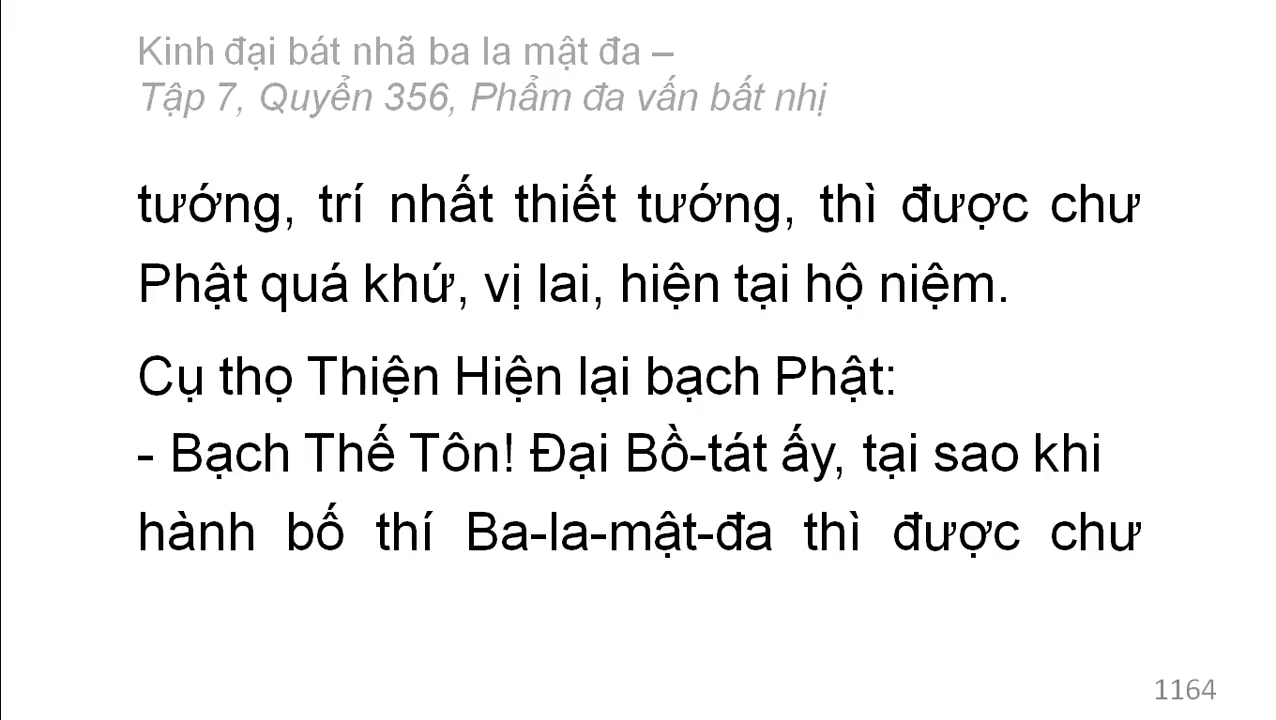 Kinh đại bát nhã ba la mật đa –
Tập 7, Quyển 356, Phẩm đa vấn bất nhị
tướng, trí nhất thiết tướng, thì được chư
Phật quá khứ, vị lai, hiện tại hộ niệm.
Cụ thọ Thiện Hiện lại bạch Phật:
- Bạch Thế Tôn! Đại Bồ-tát ấy, tại sao khi
hành bố thí Ba-la-mật-đa thì được chư
1164